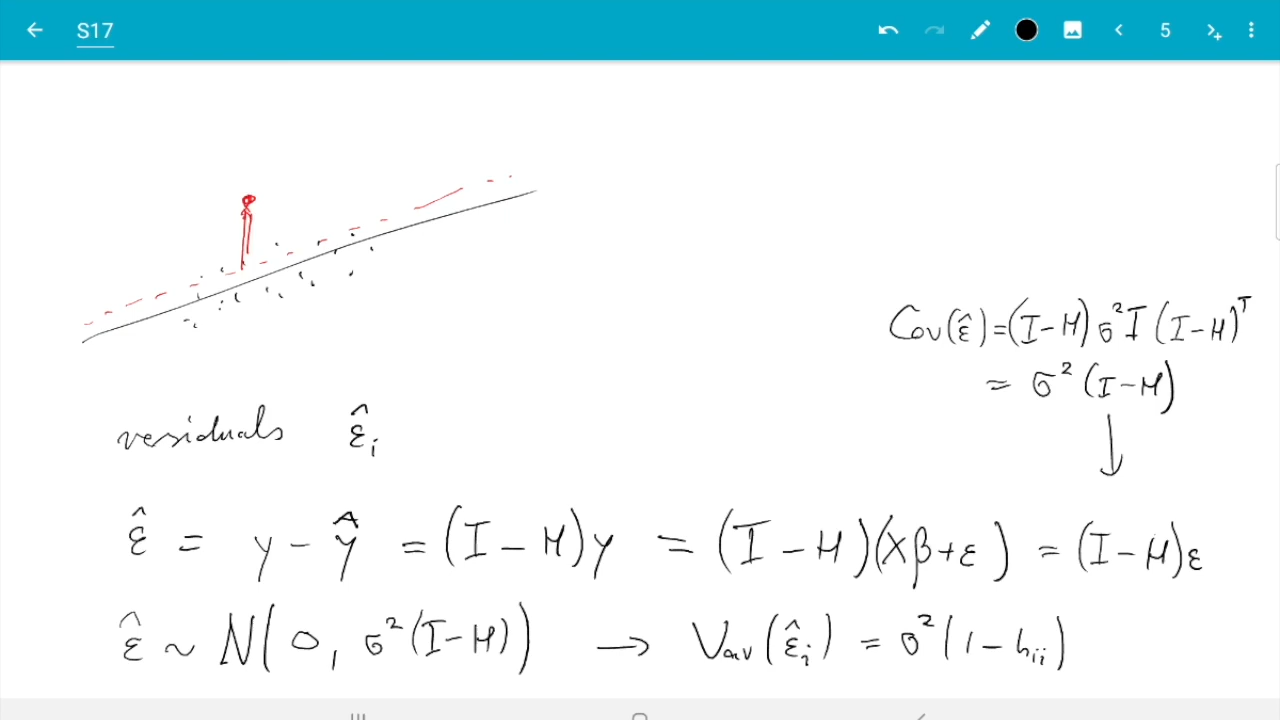 S17
5
Cov(ε̂)=(I-H)σ²I(I-H)ᵀ
= σ²(I-H)
residuals ε̂ᵢ
ε̂ = y - ŷ = (I-H)y = (I-H)(Xβ+ε) = (I-H)ε
ε̂ ~ N(0, σ²(I-H)) → Var(ε̂ᵢ) = σ²(1-hᵢᵢ)